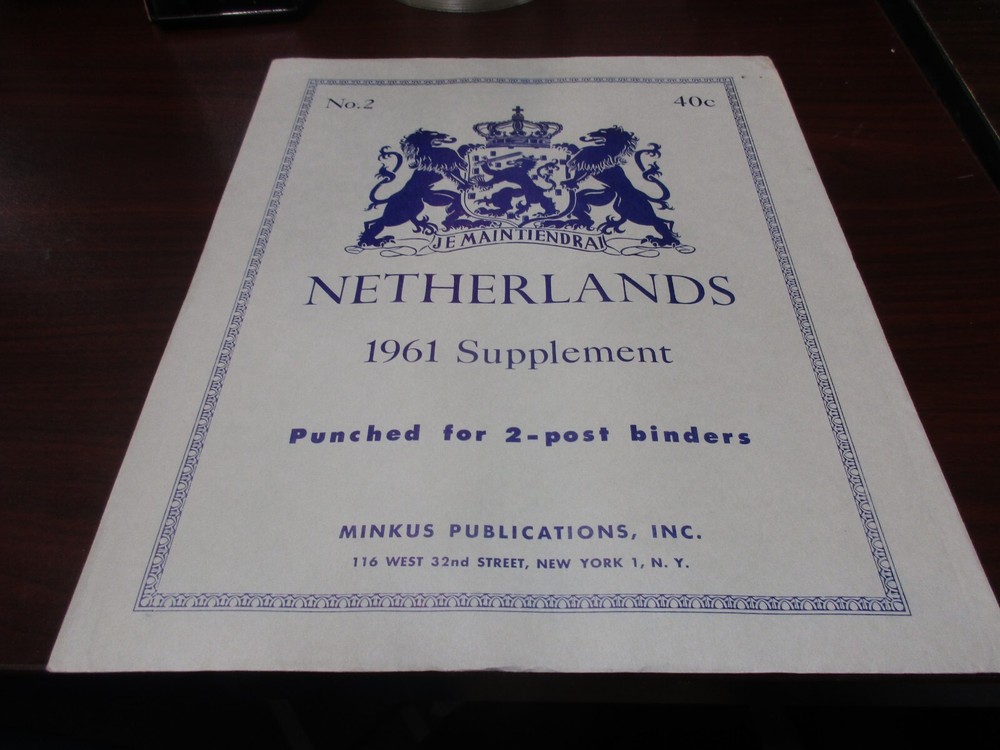 No.2
40c
JE MAINTIENDRAI
NETHERLANDS
1961 Supplement
Punched for 2-post binders
MINKUS PUBLICATIONS, INC.
116 WEST 32nd STREET, NEW YORK 1, N. Y.